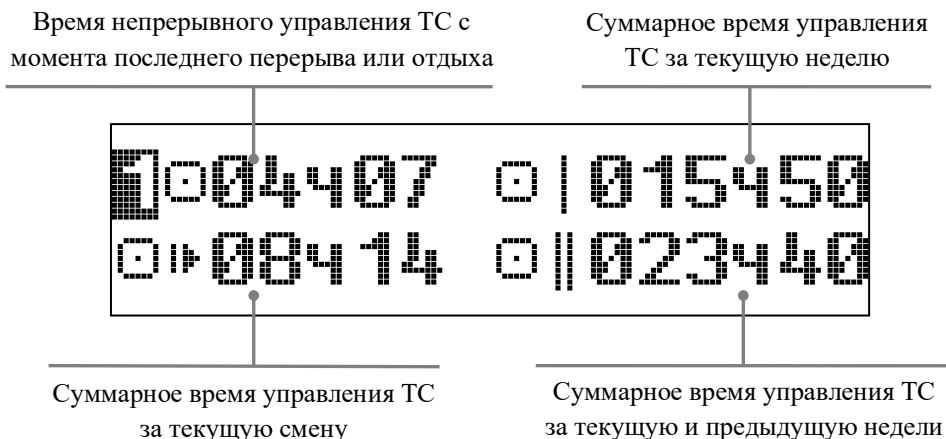 Время непрерывного управления ТС с
момента последнего перерыва или отдыха
Суммарное время управления
ТС за текущую неделю
1 04ч07 | 015ч50
08ч14 || 023ч40
Суммарное время управления ТС
за текущую смену
Суммарное время управления ТС
за текущую и предыдущую недели